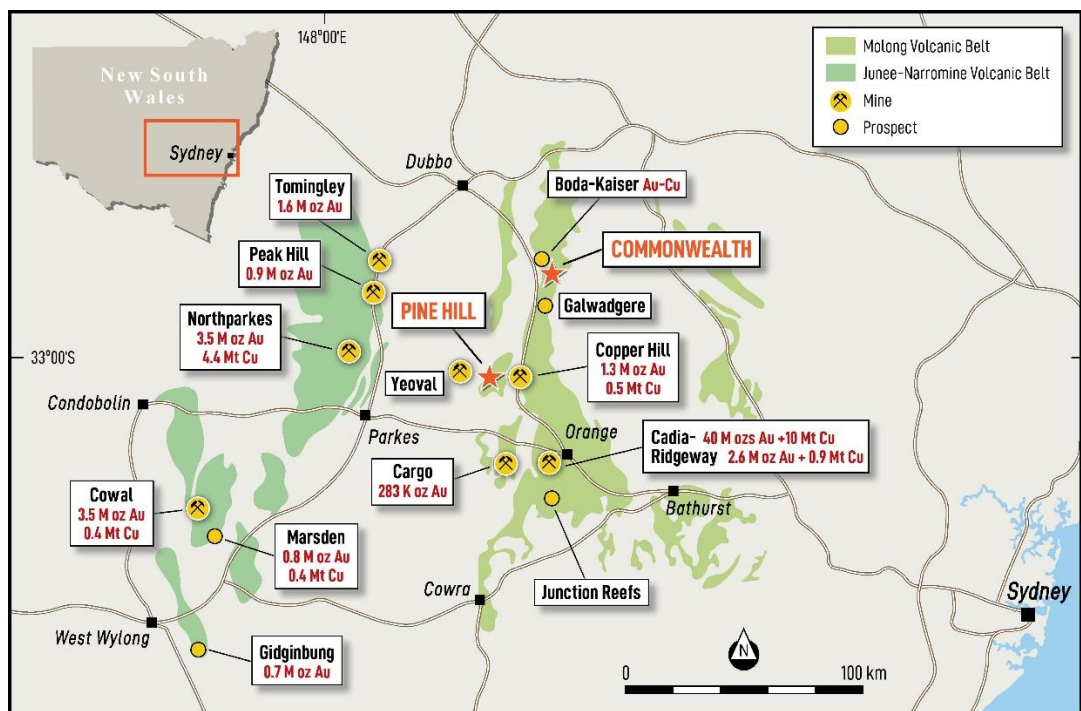 148°00'E
New South
Wales
Sydney
Molong Volcanic Belt
Junee-Narromine Volcanic Belt
Mine
Prospect
Dubbo
Tomingley
1.6 M oz Au
Boda-Kaiser Au-Cu
COMMONWEALTH
Peak Hill
0.9 M oz Au
PINE HILL
Galwadgere
Northparkes
3.5 M oz Au
4.4 Mt Cu
33°00'S
Copper Hill
1.3 M oz Au
0.5 Mt Cu
Yeoval
Condobolin
Parkes
Orange
Cadia- 40 M ozs Au +10 Mt Cu
Ridgeway 2.6 M oz Au + 0.9 Mt Cu
Cargo
283 K oz Au
Cowal
3.5 M oz Au
0.4 Mt Cu
Bathurst
Marsden
0.8 M oz Au
0.4 Mt Cu
Junction Reefs
Cowra
Sydney
West Wylong
Gidginbung
0.7 M oz Au
N
0
100 km